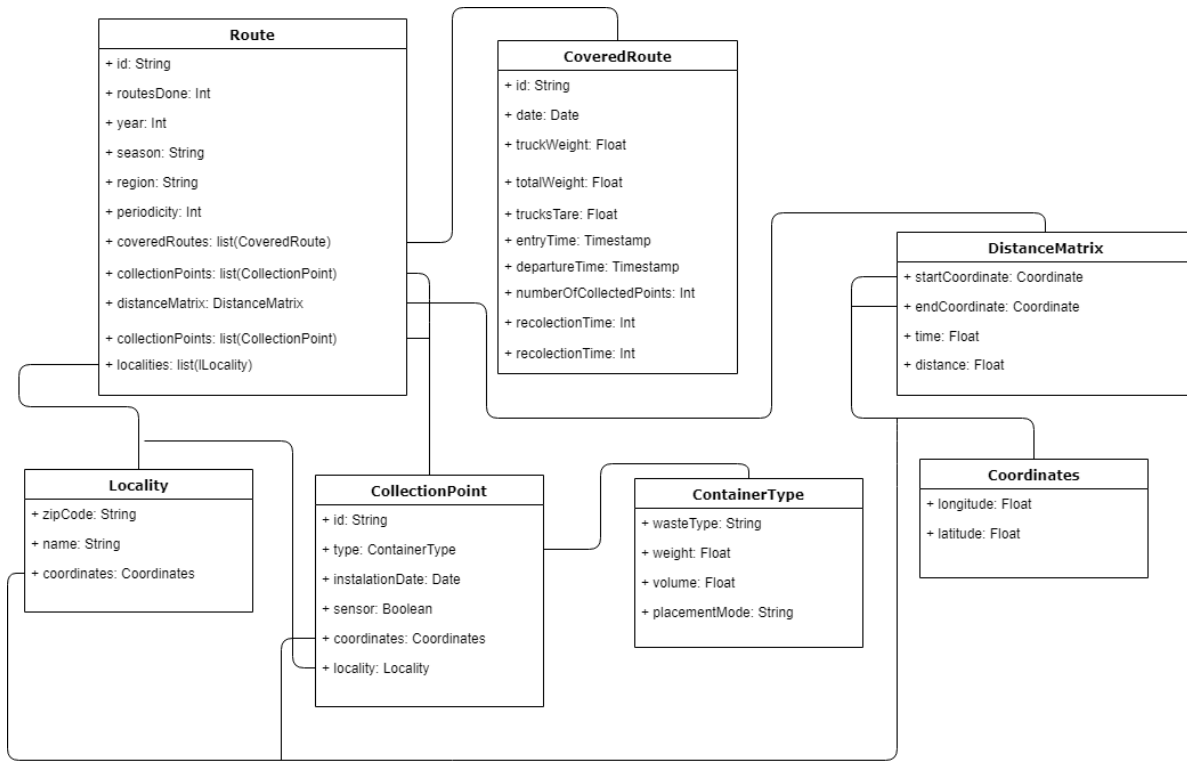 Route
+ id: String
+ routesDone: Int
+ year: Int
+ season: String
+ region: String
+ periodicity: Int
+ coveredRoutes: list(CoveredRoute)
+ collectionPoints: list(CollectionPoint)
+ distanceMatrix: DistanceMatrix
+ collectionPoints: list(CollectionPoint)
+ localities: list(lLocality)
CoveredRoute
+ id: String
+ date: Date
+ truckWeight: Float
+ totalWeight: Float
+ trucksTare: Float
+ entryTime: Timestamp
+ departureTime: Timestamp
+ numberOfCollectedPoints: Int
+ recolectionTime: Int
+ recolectionTime: Int
DistanceMatrix
+ startCoordinate: Coordinate
+ endCoordinate: Coordinate
+ time: Float
+ distance: Float
Locality
+ zipCode: String
+ name: String
+ coordinates: Coordinates
CollectionPoint
+ id: String
+ type: ContainerType
+ instalationDate: Date
+ sensor: Boolean
+ coordinates: Coordinates
+ locality: Locality
ContainerType
+ wasteType: String
+ weight: Float
+ volume: Float
+ placementMode: String
Coordinates
+ longitude: Float
+ latitude: Float